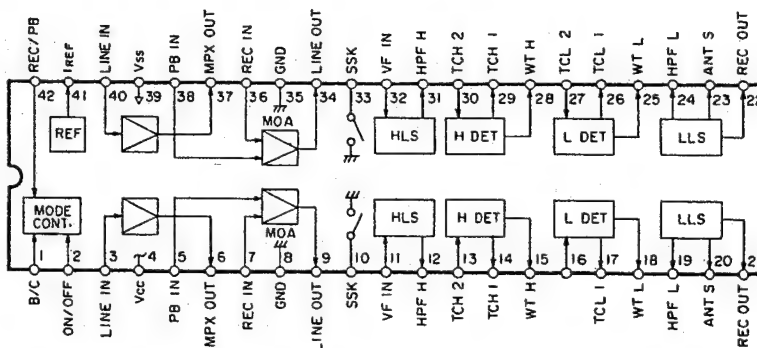 REC/PB IREF LINE IN Vss PB IN MPX OUT REC IN GND LINE OUT SSK VF IN HPF H TCH 2 TCH 1 WT H TCL 2 TCL 1 WT L HPF L ANT S REC OUT
42 41 40 39 38 37 36 35 34 33 32 31 30 29 28 27 26 25 24 23 22
REF MOA HLS H DET L DET LLS
MODE CONT. MOA HLS H DET L DET LLS
1 2 3 4 5 6 7 8 9 10 11 12 13 14 15 16 17 18 19 20 2
B/C ON/OFF LINE IN Vcc PB IN MPX OUT REC IN GND LINE OUT SSK VF IN HPF H TCH 2 TCH 1 WT H TCL 1 WT L HPF L ANT S REC OUT